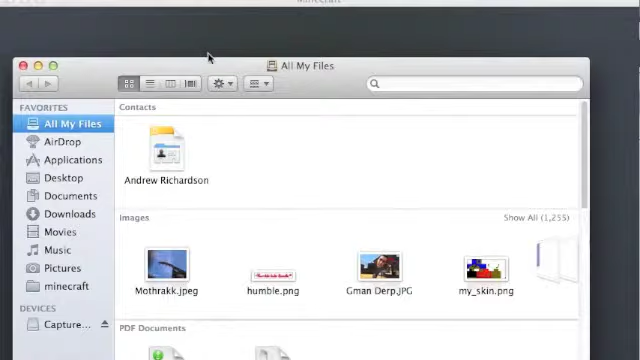 Minecraft
All My Files
FAVORITES
All My Files
AirDrop
Applications
Desktop
Documents
Downloads
Movies
Music
Pictures
minecraft
DEVICES
Capture...
Contacts
Andrew Richardson
Images
Show All (1,255)
Mothrakk.jpeg
humble.png
Gman Derp.JPG
my_skin.png
PDF Documents